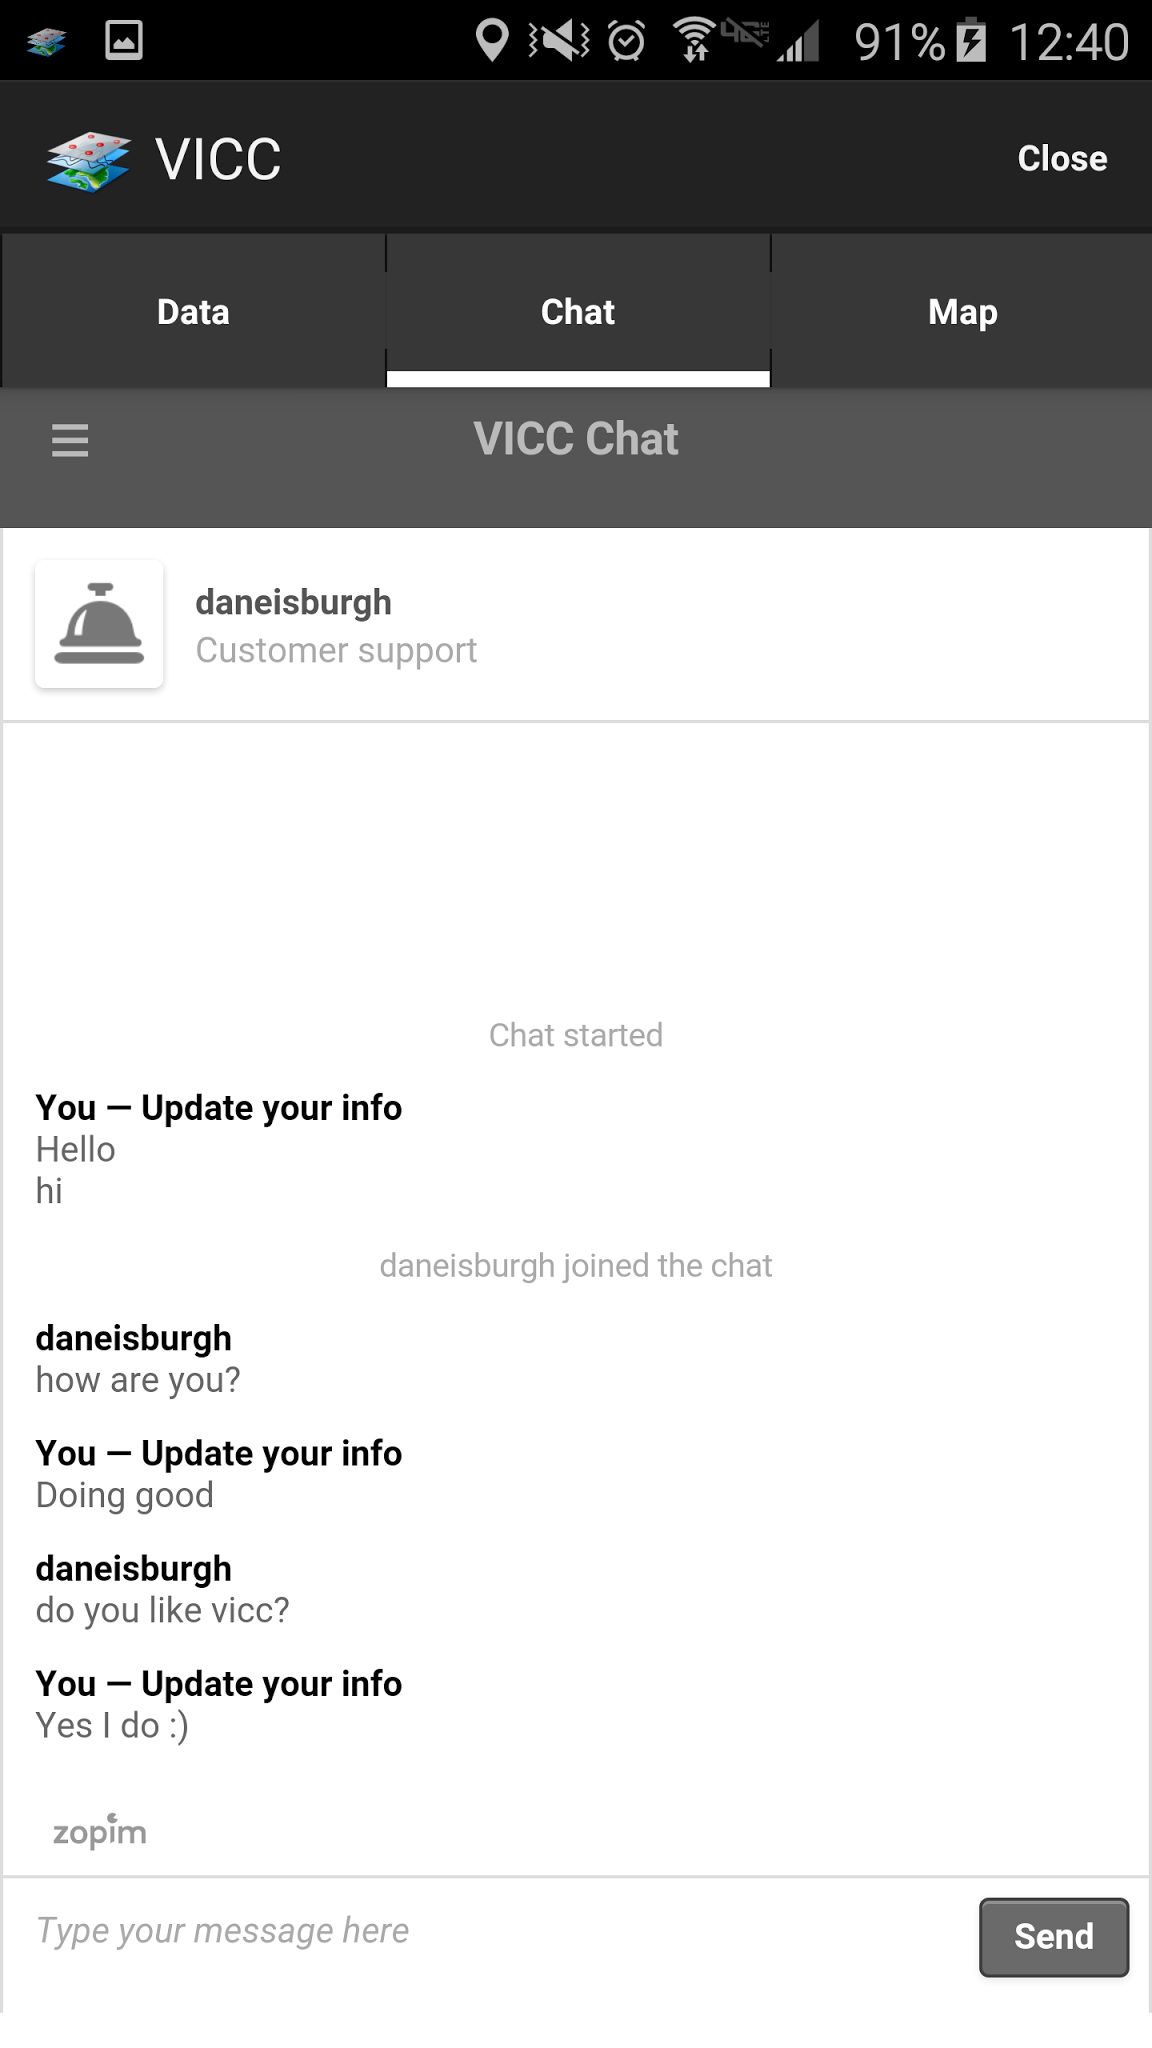 91% 12:40
VICC Close
Data Chat Map
VICC Chat
daneisburgh
Customer support
Chat started
You — Update your info
Hello
hi
daneisburgh joined the chat
daneisburgh
how are you?
You — Update your info
Doing good
daneisburgh
do you like vicc?
You — Update your info
Yes I do :)
zopim
Type your message here Send